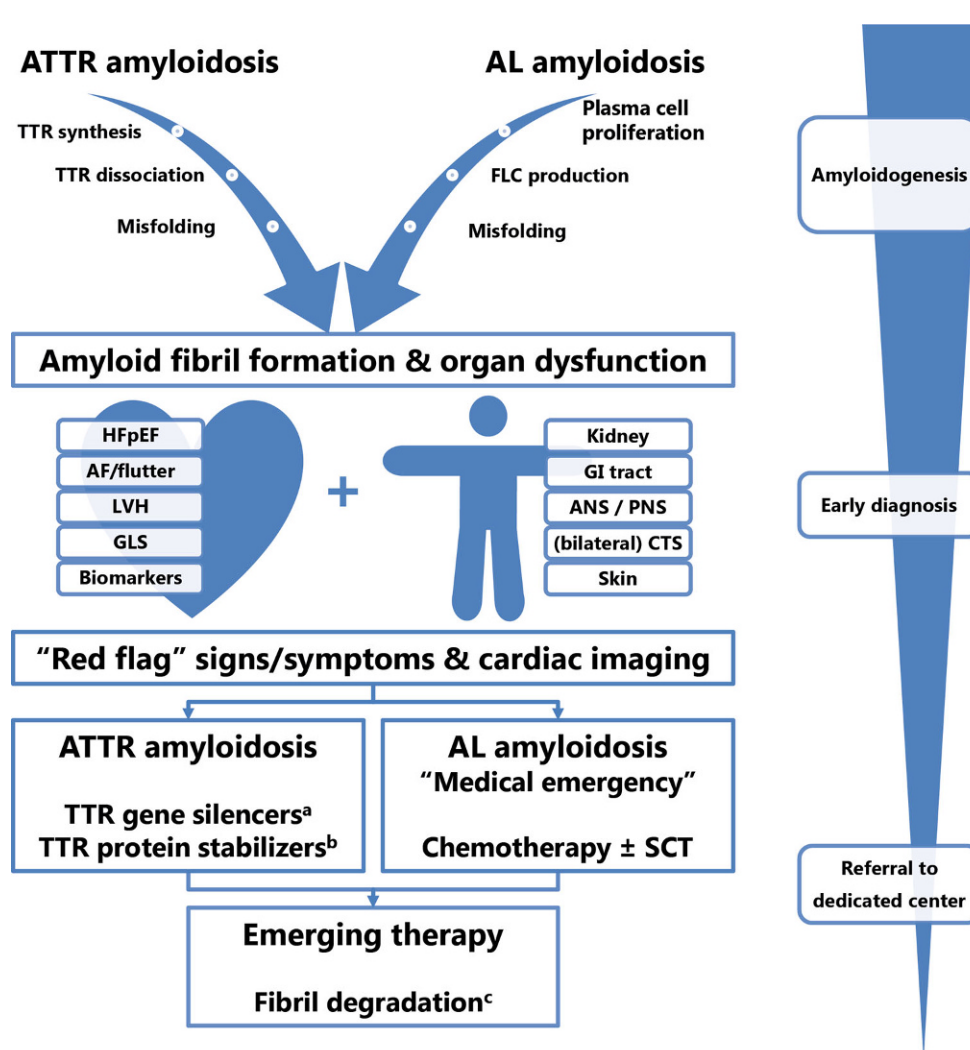 ATTR amyloidosis
AL amyloidosis
TTR synthesis
TTR dissociation
Misfolding
Plasma cell
proliferation
FLC production
Misfolding
Amyloid fibril formation & organ dysfunction
HFpEF
AF/flutter
LVH
GLS
Biomarkers
+
Kidney
GI tract
ANS / PNS
(bilateral) CTS
Skin
“Red flag” signs/symptoms & cardiac imaging
ATTR amyloidosis
TTR gene silencersᵃ
TTR protein stabilizersᵇ
AL amyloidosis
“Medical emergency”
Chemotherapy ± SCT
Emerging therapy
Fibril degradationᶜ
Amyloidogenesis
Early diagnosis
Referral to
dedicated center